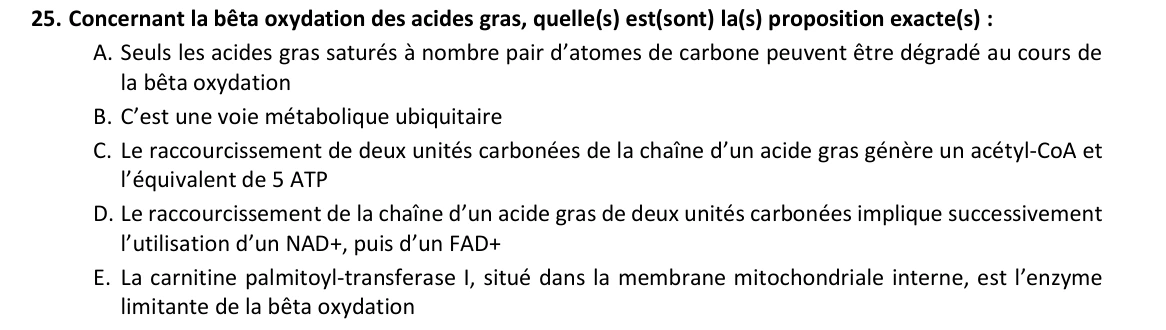 25. Concernant la bêta oxydation des acides gras, quelle(s) est(sont) la(s) proposition exacte(s) :
A. Seuls les acides gras saturés à nombre pair d’atomes de carbone peuvent être dégradé au cours de
la bêta oxydation
B. C’est une voie métabolique ubiquitaire
C. Le raccourcissement de deux unités carbonées de la chaîne d’un acide gras génère un acétyl-CoA et
l’équivalent de 5 ATP
D. Le raccourcissement de la chaîne d’un acide gras de deux unités carbonées implique successivement
l’utilisation d’un NAD+, puis d’un FAD+
E. La carnitine palmitoyl-transferase I, situé dans la membrane mitochondriale interne, est l’enzyme
limitante de la bêta oxydation